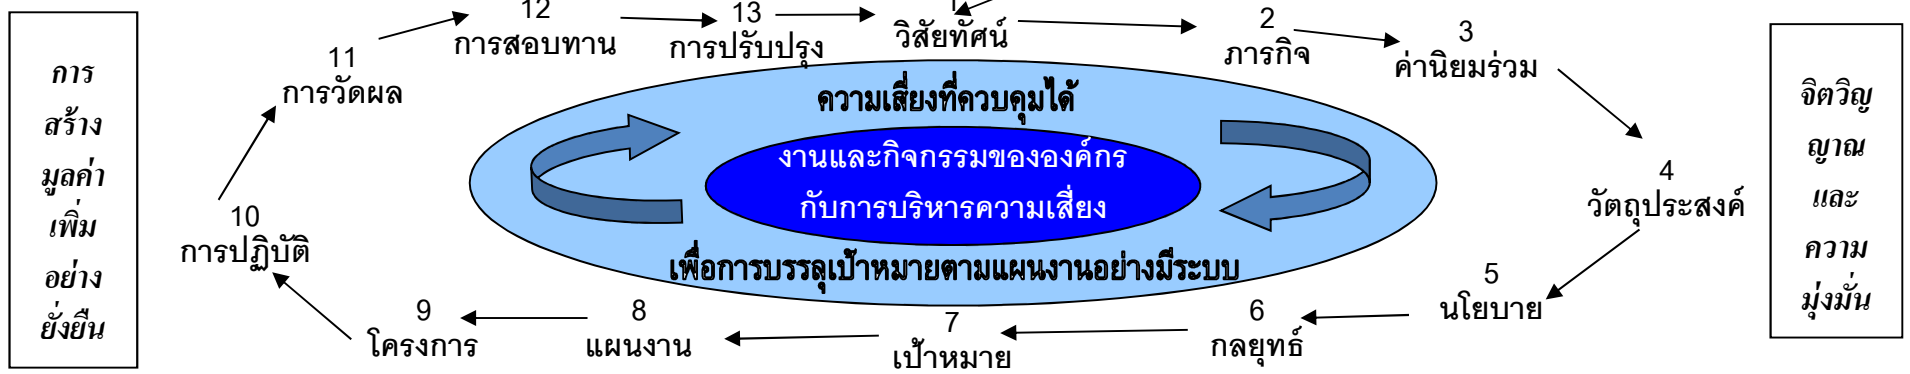 การ
สร้าง
มูลค่า
เพิ่ม
อย่าง
ยั่งยืน
12
การสอบทาน
13
การปรับปรุง
1
วิสัยทัศน์
2
ภารกิจ
3
ค่านิยมร่วม
4
วัตถุประสงค์
5
นโยบาย
6
กลยุทธ์
7
เป้าหมาย
8
แผนงาน
9
โครงการ
10
การปฏิบัติ
11
การวัดผล
ความเสี่ยงที่ควบคุมได้
งานและกิจกรรมขององค์กร
กับการบริหารความเสี่ยง
เพื่อการบรรลุเป้าหมายตามแผนงานอย่างมีระบบ
จิตวิญ
ญาณ
และ
ความ
มุ่งมั่น